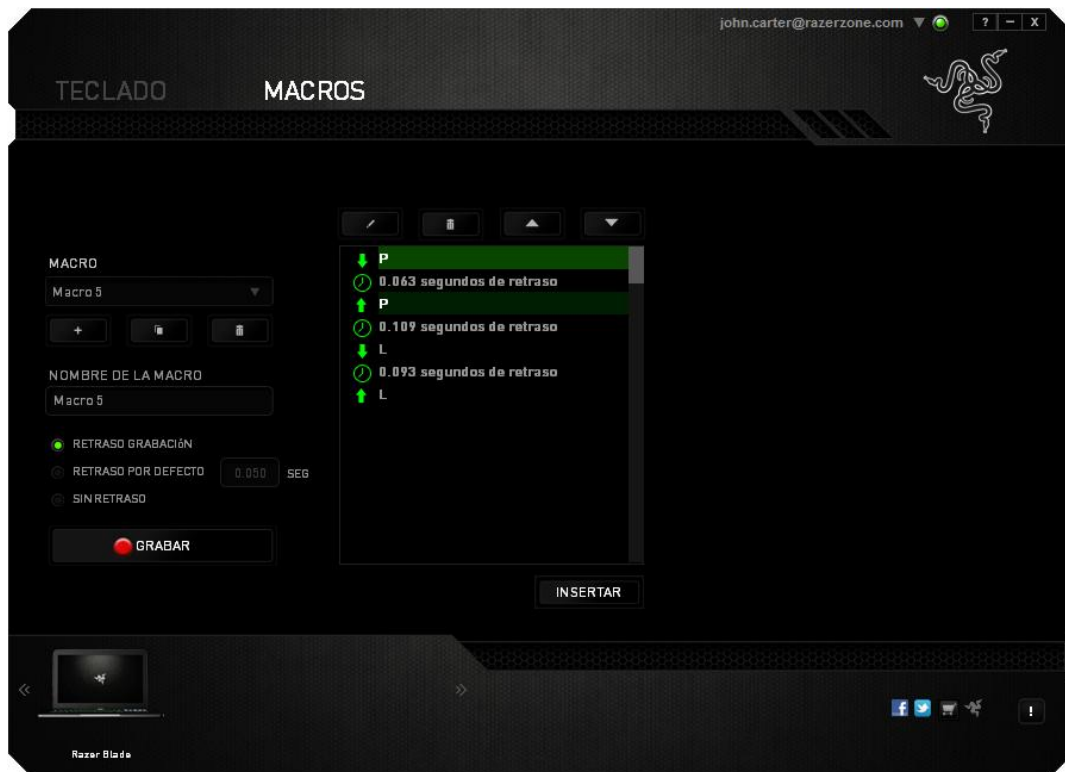 john.carter@razerzone.com
? – X
TECLADO
MACROS
MACRO
Macro 5
+
NOMBRE DE LA MACRO
Macro 5
RETRASO GRABACIóN
RETRASO POR DEFECTO 0.050 SEG
SIN RETRASO
GRABAR
P
0.063 segundos de retraso
P
0.109 segundos de retraso
L
0.093 segundos de retraso
L
INSERTAR
Razer Blade
!